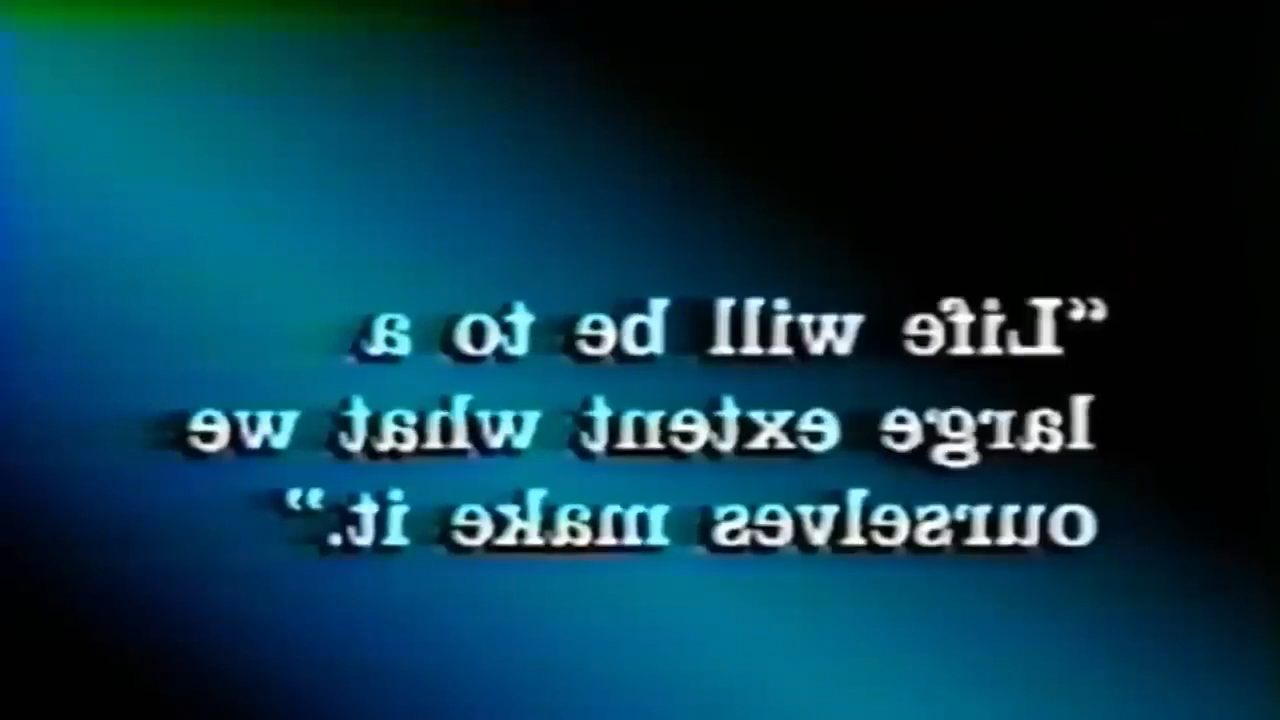 “Life will be to a
large extent what we
ourselves make it.”